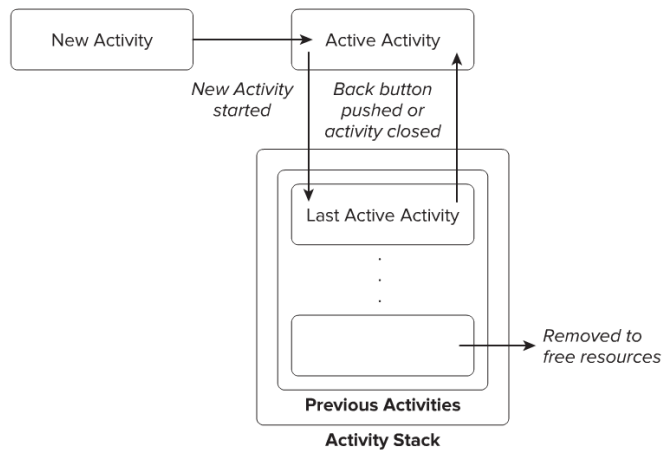 New Activity
Active Activity
New Activity
started
Back button
pushed or
activity closed
Last Active Activity
Removed to
free resources
Previous Activities
Activity Stack